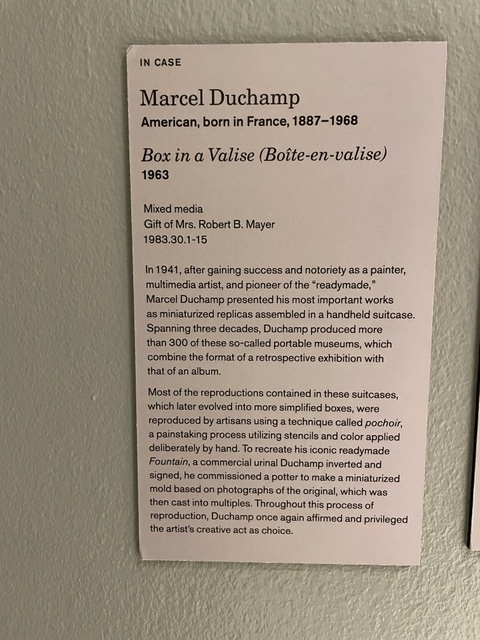 IN CASE
Marcel Duchamp
American, born in France, 1887–1968
Box in a Valise (Boîte-en-valise)
1963
Mixed media
Gift of Mrs. Robert B. Mayer
1983.30.1-15
In 1941, after gaining success and notoriety as a painter,
multimedia artist, and pioneer of the “readymade,”
Marcel Duchamp presented his most important works
as miniaturized replicas assembled in a handheld suitcase.
Spanning three decades, Duchamp produced more
than 300 of these so-called portable museums, which
combine the format of a retrospective exhibition with
that of an album.
Most of the reproductions contained in these suitcases,
which later evolved into more simplified boxes, were
reproduced by artisans using a technique called pochoir,
a painstaking process utilizing stencils and color applied
deliberately by hand. To recreate his iconic readymade
Fountain, a commercial urinal Duchamp inverted and
signed, he commissioned a potter to make a miniaturized
mold based on photographs of the original, which was
then cast into multiples. Throughout this process of
reproduction, Duchamp once again affirmed and privileged
the artist’s creative act as choice.